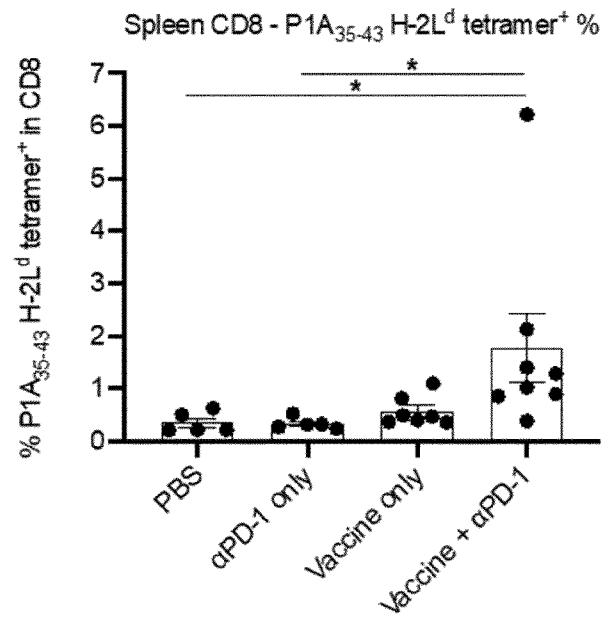 Spleen CD8 - P1A35-43 H-2Ld tetramer+ %
% P1A35-43 H-2Ld tetramer+ in CD8
7
6
5
4
3
2
1
0
*
*
PBS
αPD-1 only
Vaccine only
Vaccine + αPD-1